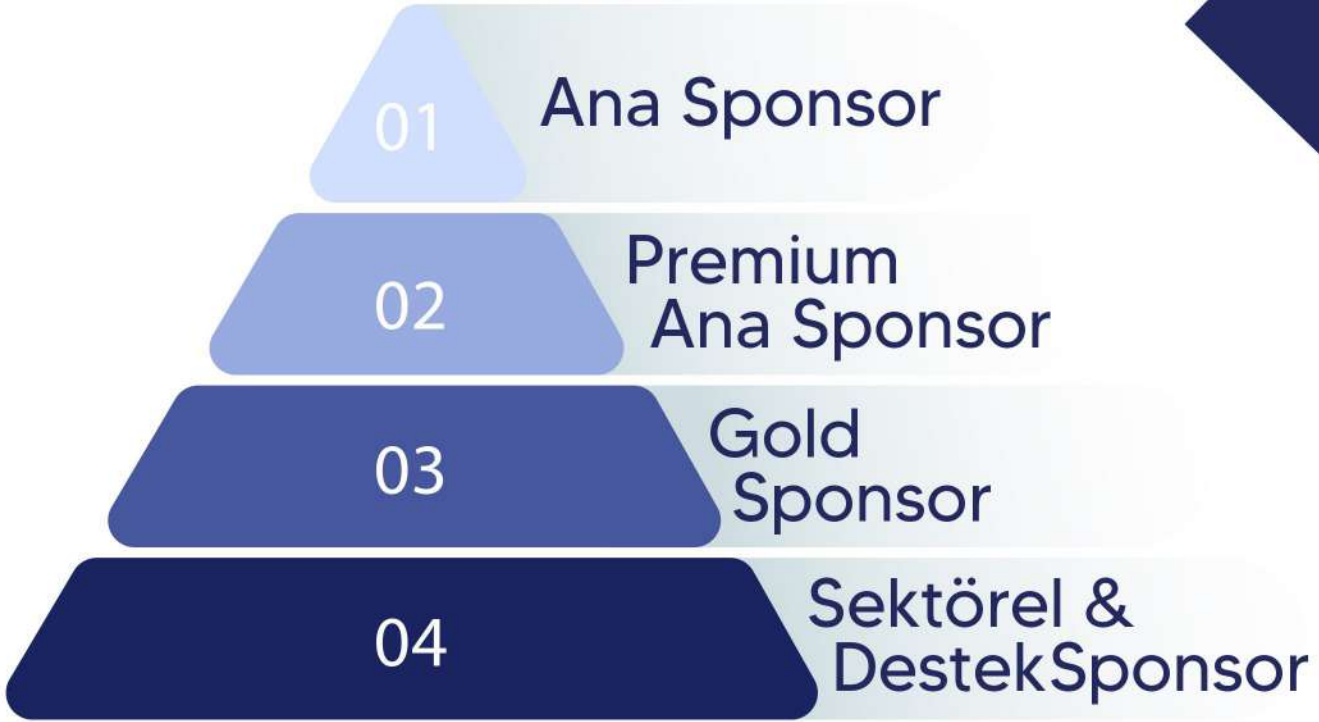 01
Ana Sponsor
02
Premium
Ana Sponsor
03
Gold
Sponsor
04
Sektörel &
DestekSponsor